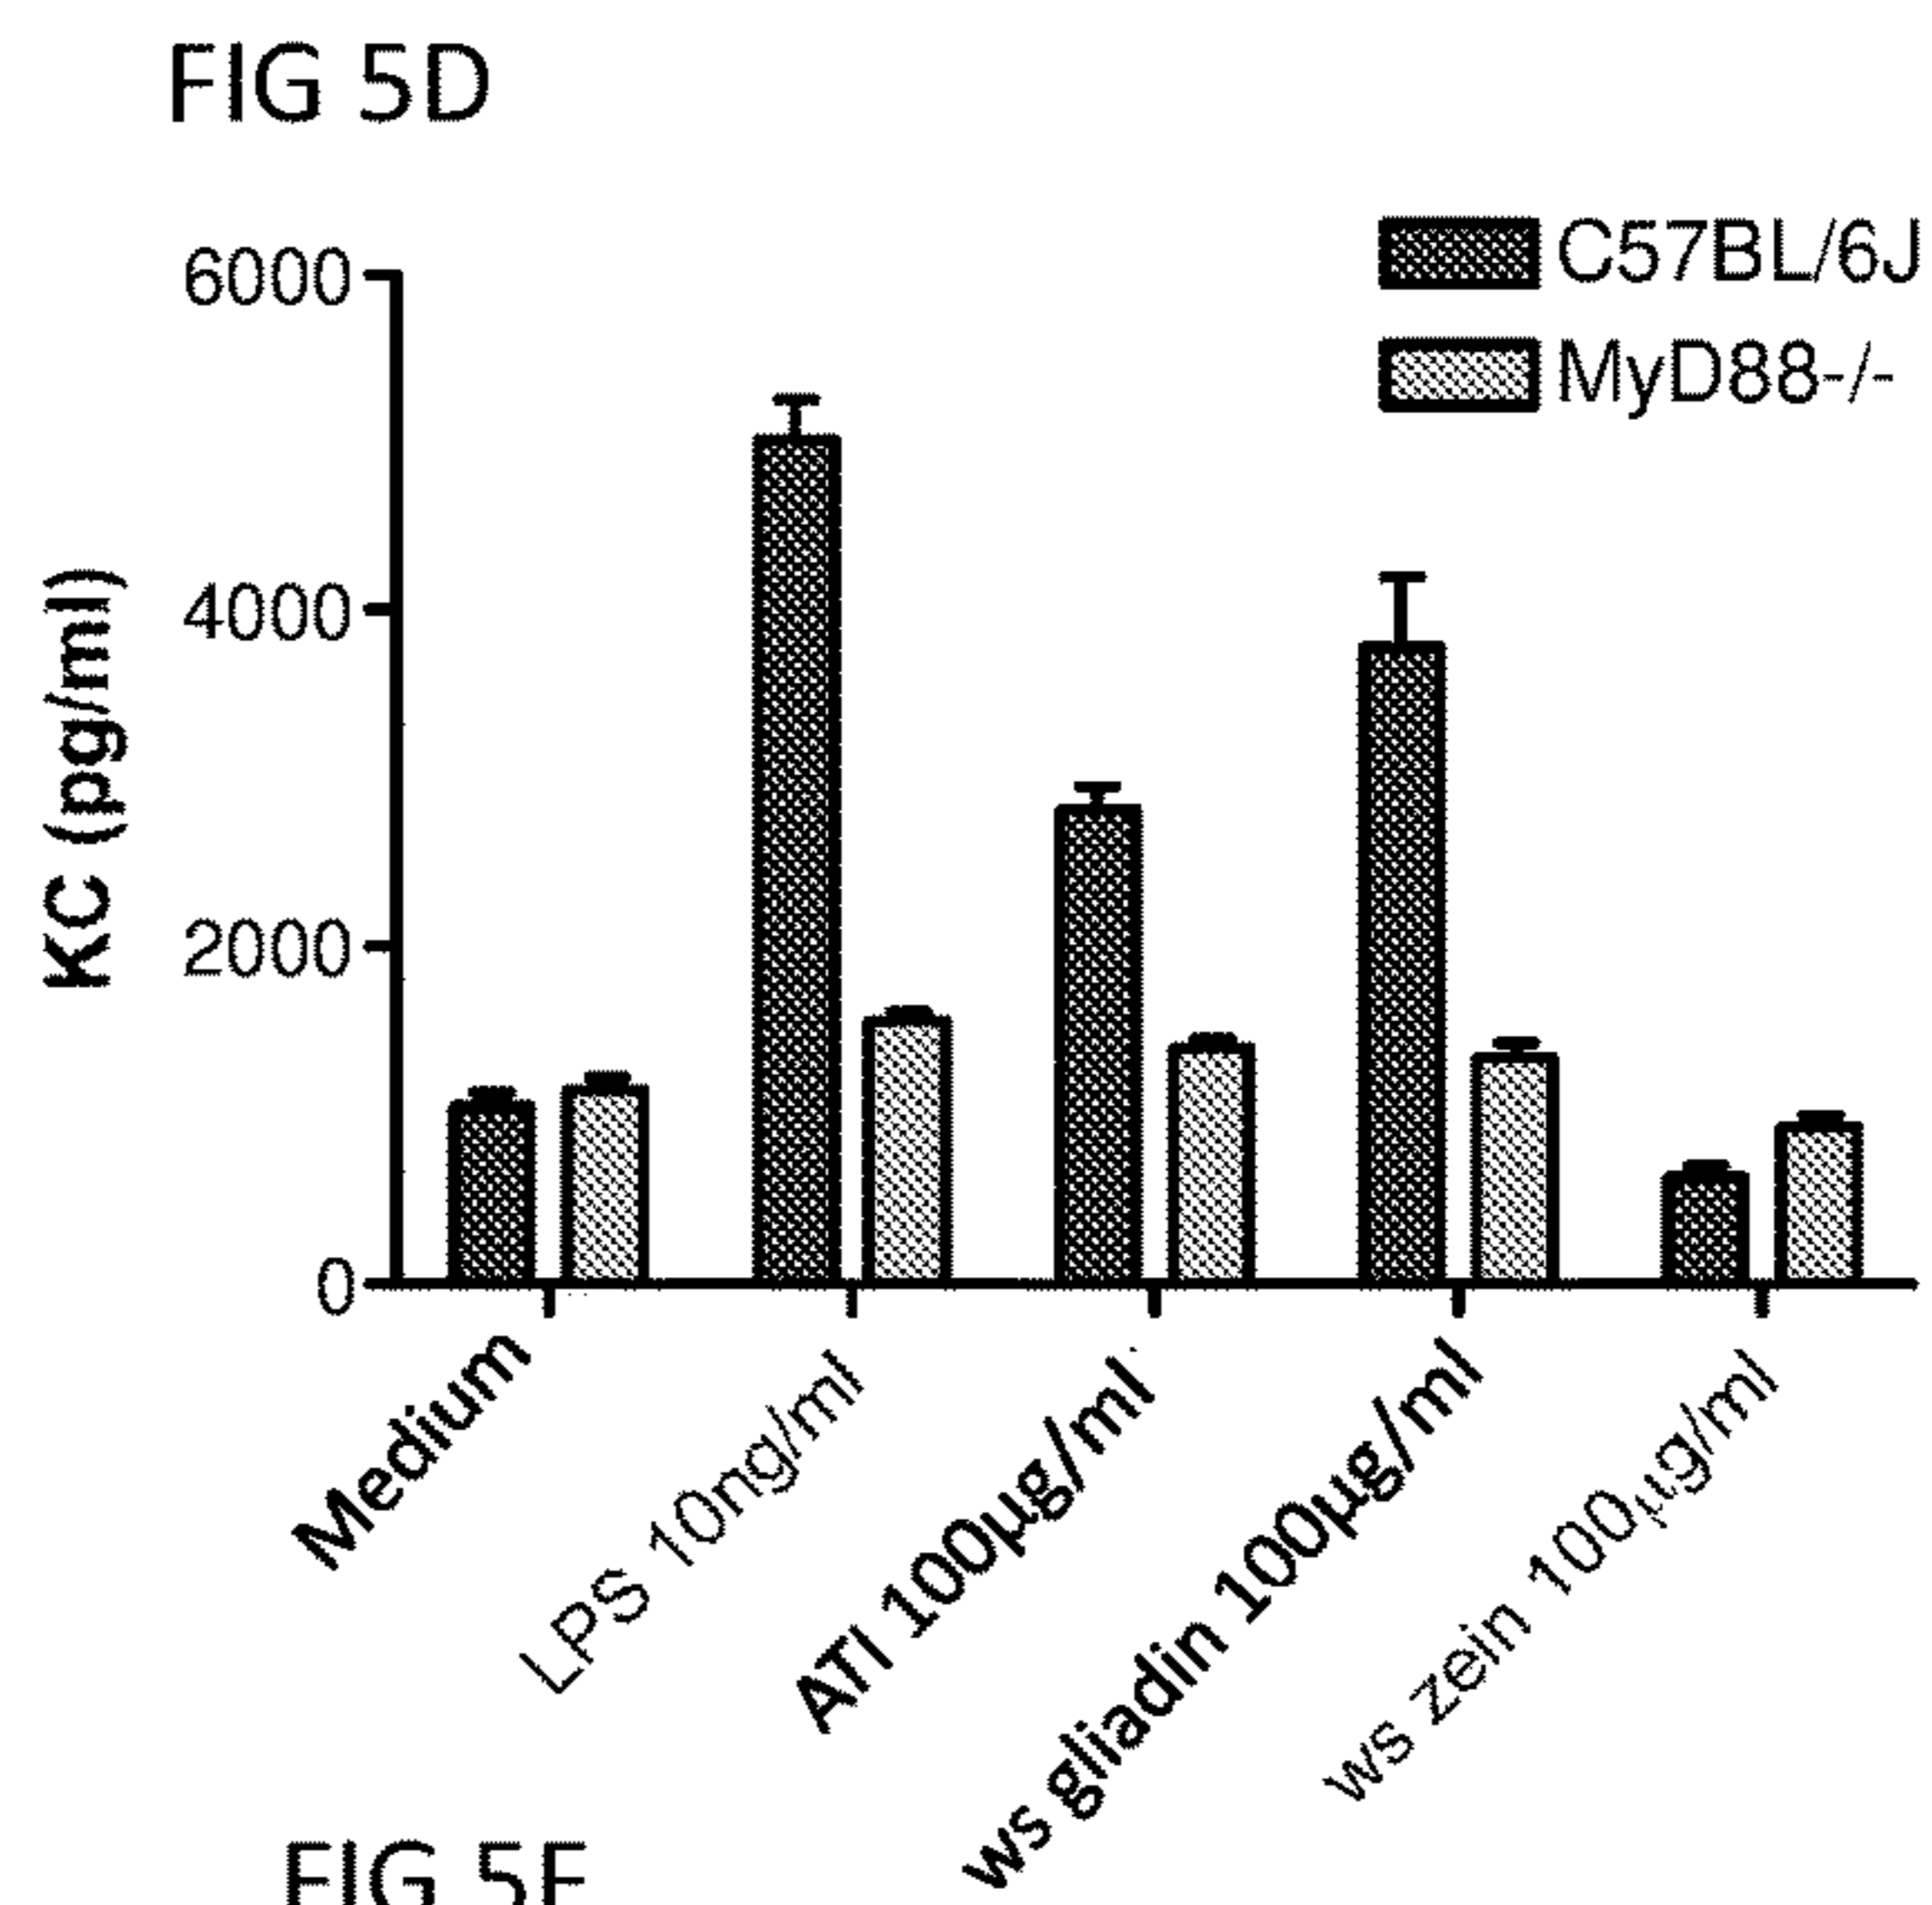 FIG 5D
C57BL/6J
MyD88-/-
KC (pg/ml)
6000
4000
2000
0
Medium
LPS 10ng/ml
ATI 100µg/ml
ws gliadin 100µg/ml
ws zein 100µg/ml